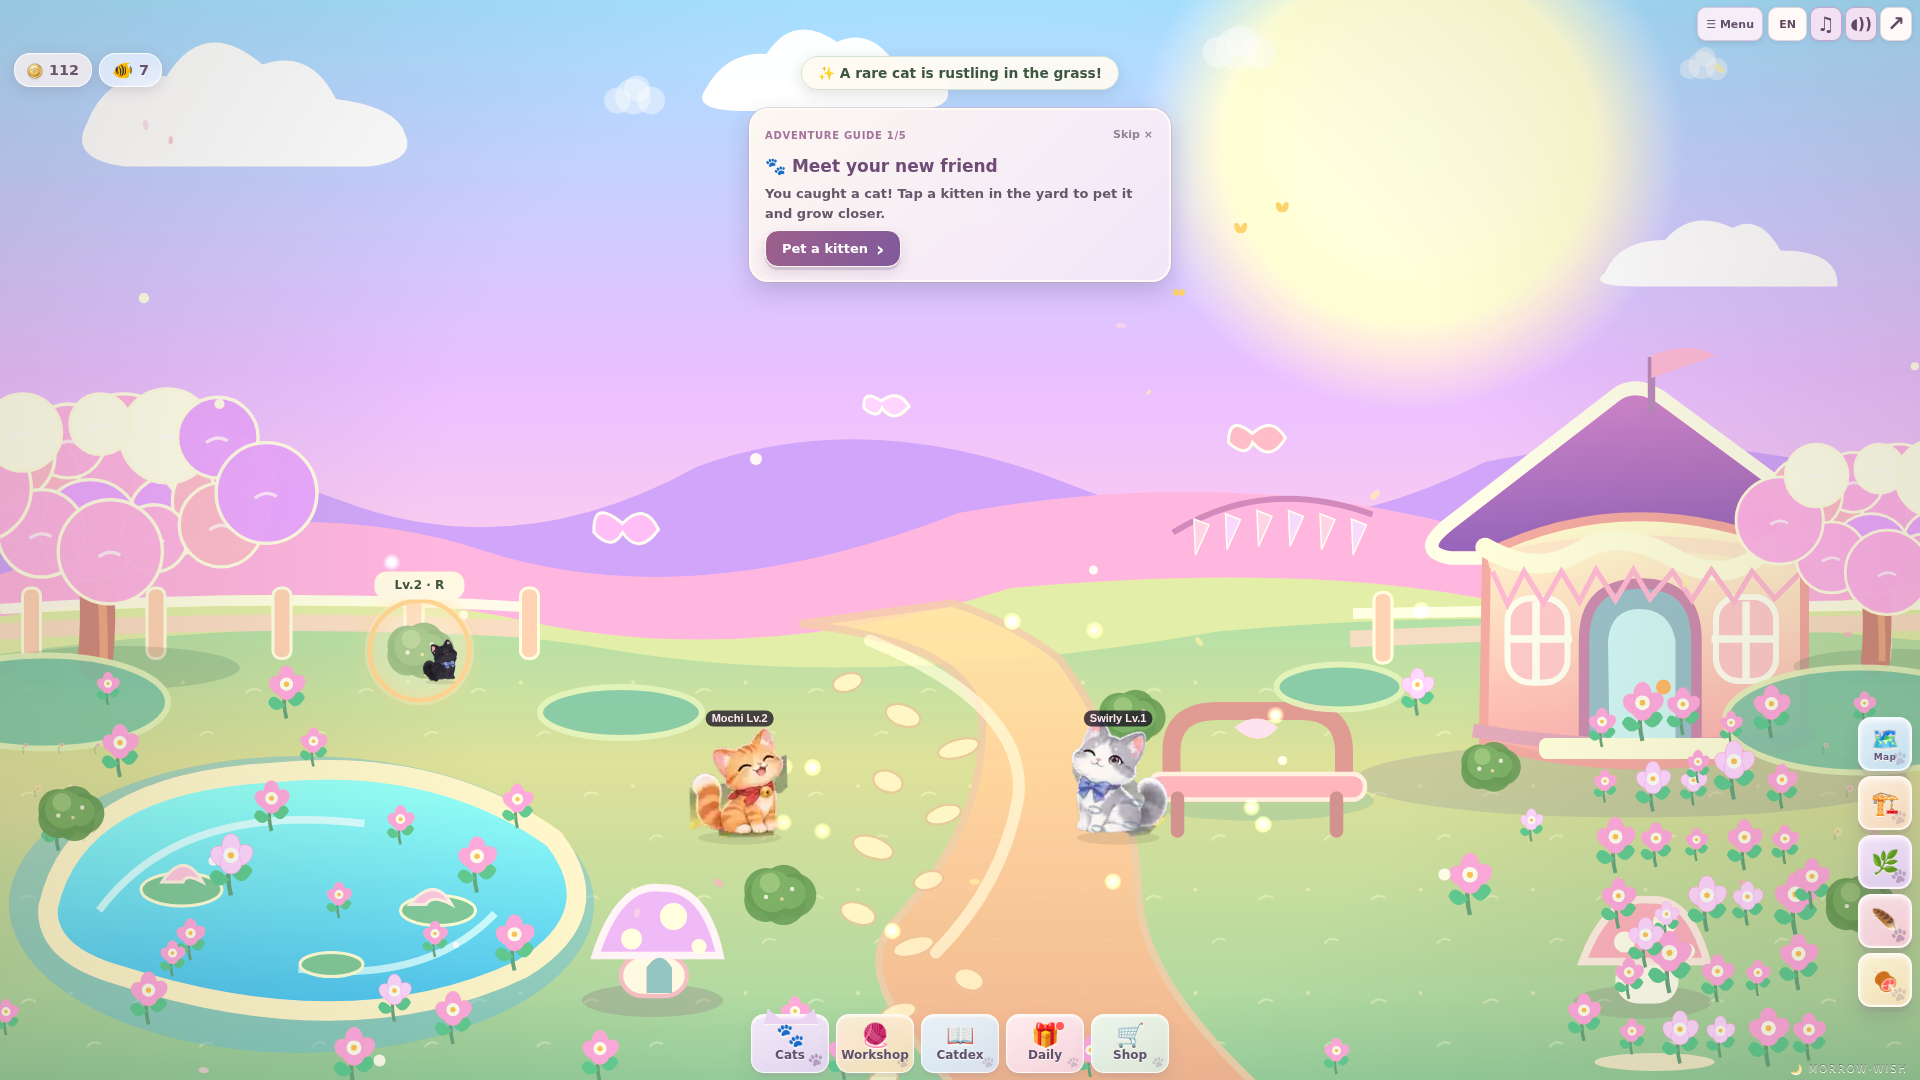 ☰ Menu
EN
112
7
✨ A rare cat is rustling in the grass!
ADVENTURE GUIDE 1/5
Skip ×
🐾 Meet your new friend
You caught a cat! Tap a kitten in the yard to pet it
and grow closer.
Pet a kitten ›
Lv.2 · R
Mochi Lv.2
Swirly Lv.1
Map
Cats
Workshop
Catdex
Daily
Shop
🌙 MORROW·WISH